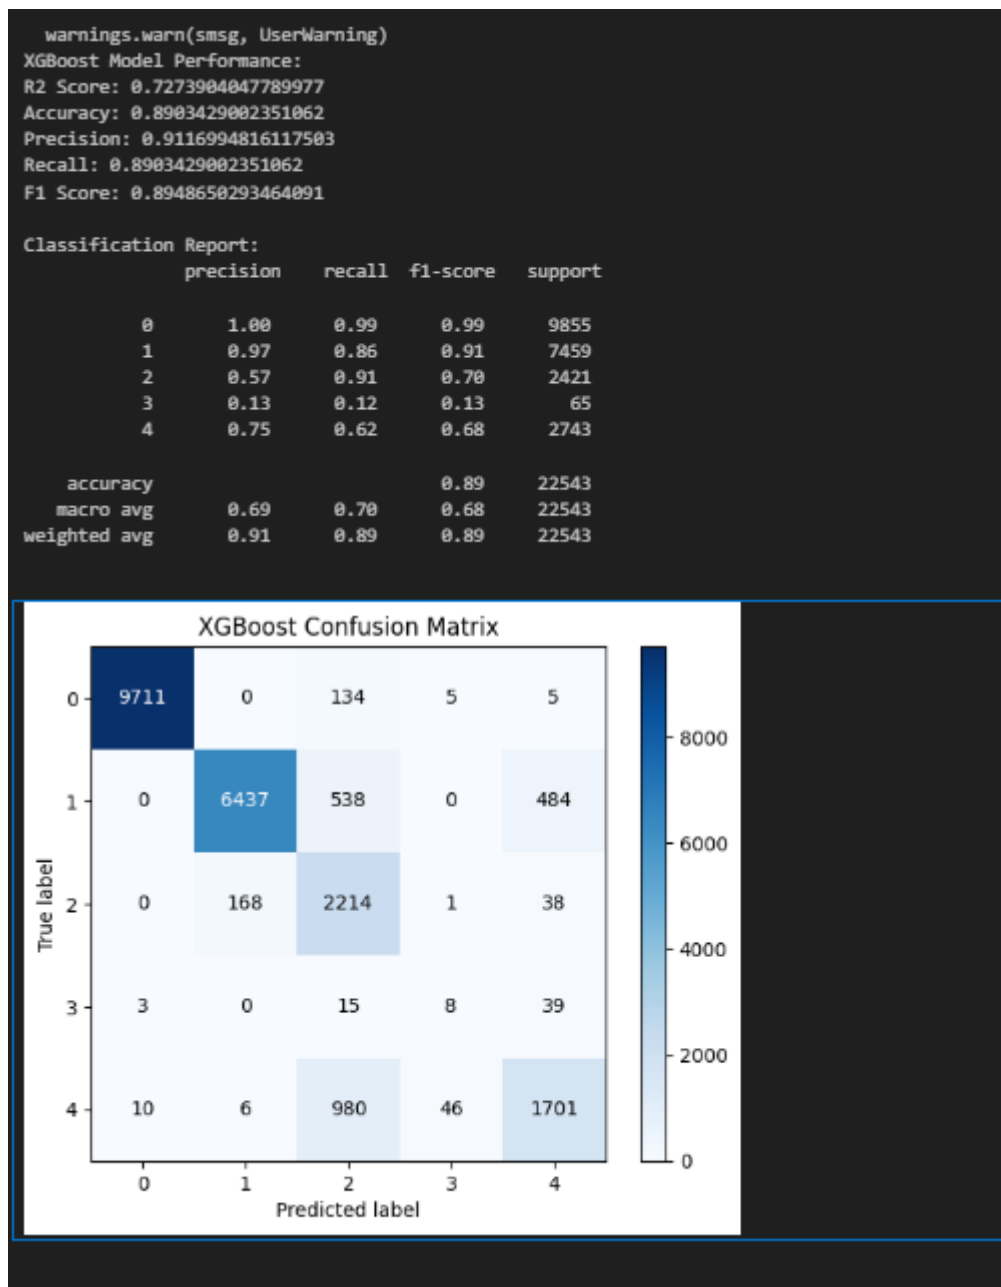 warnings.warn(smsg, UserWarning)
XGBoost Model Performance:
R2 Score: 0.7273904047789977
Accuracy: 0.8903429002351062
Precision: 0.9116994816117503
Recall: 0.8903429002351062
F1 Score: 0.8948650293464091
Classification Report:
precision recall f1-score support
0 1.00 0.99 0.99 9855
1 0.97 0.86 0.91 7459
2 0.57 0.91 0.70 2421
3 0.13 0.12 0.13 65
4 0.75 0.62 0.68 2743
accuracy 0.89 22543
macro avg 0.69 0.70 0.68 22543
weighted avg 0.91 0.89 0.89 22543
XGBoost Confusion Matrix
0 9711 0 134 5 5
8000
1 0 6437 538 0 484
6000
True label
2 0 168 2214 1 38
4000
3 3 0 15 8 39
2000
4 10 6 980 46 1701
0
0 1 2 3 4
Predicted label